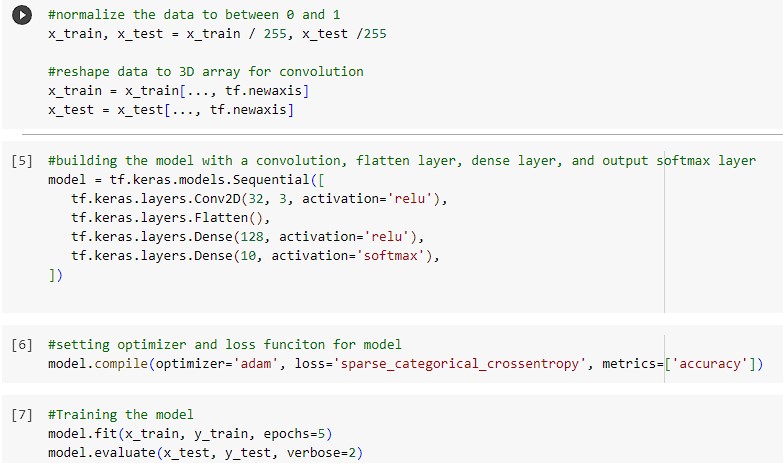 #normalize the data to between 0 and 1
x_train, x_test = x_train / 255, x_test /255
#reshape data to 3D array for convolution
x_train = x_train[..., tf.newaxis]
x_test = x_test[..., tf.newaxis]
[5] #building the model with a convolution, flatten layer, dense layer, and output softmax layer
model = tf.keras.models.Sequential([
tf.keras.layers.Conv2D(32, 3, activation='relu'),
tf.keras.layers.Flatten(),
tf.keras.layers.Dense(128, activation='relu'),
tf.keras.layers.Dense(10, activation='softmax'),
])
[6] #setting optimizer and loss funciton for model
model.compile(optimizer='adam', loss='sparse_categorical_crossentropy', metrics=['accuracy'])
[7] #Training the model
model.fit(x_train, y_train, epochs=5)
model.evaluate(x_test, y_test, verbose=2)